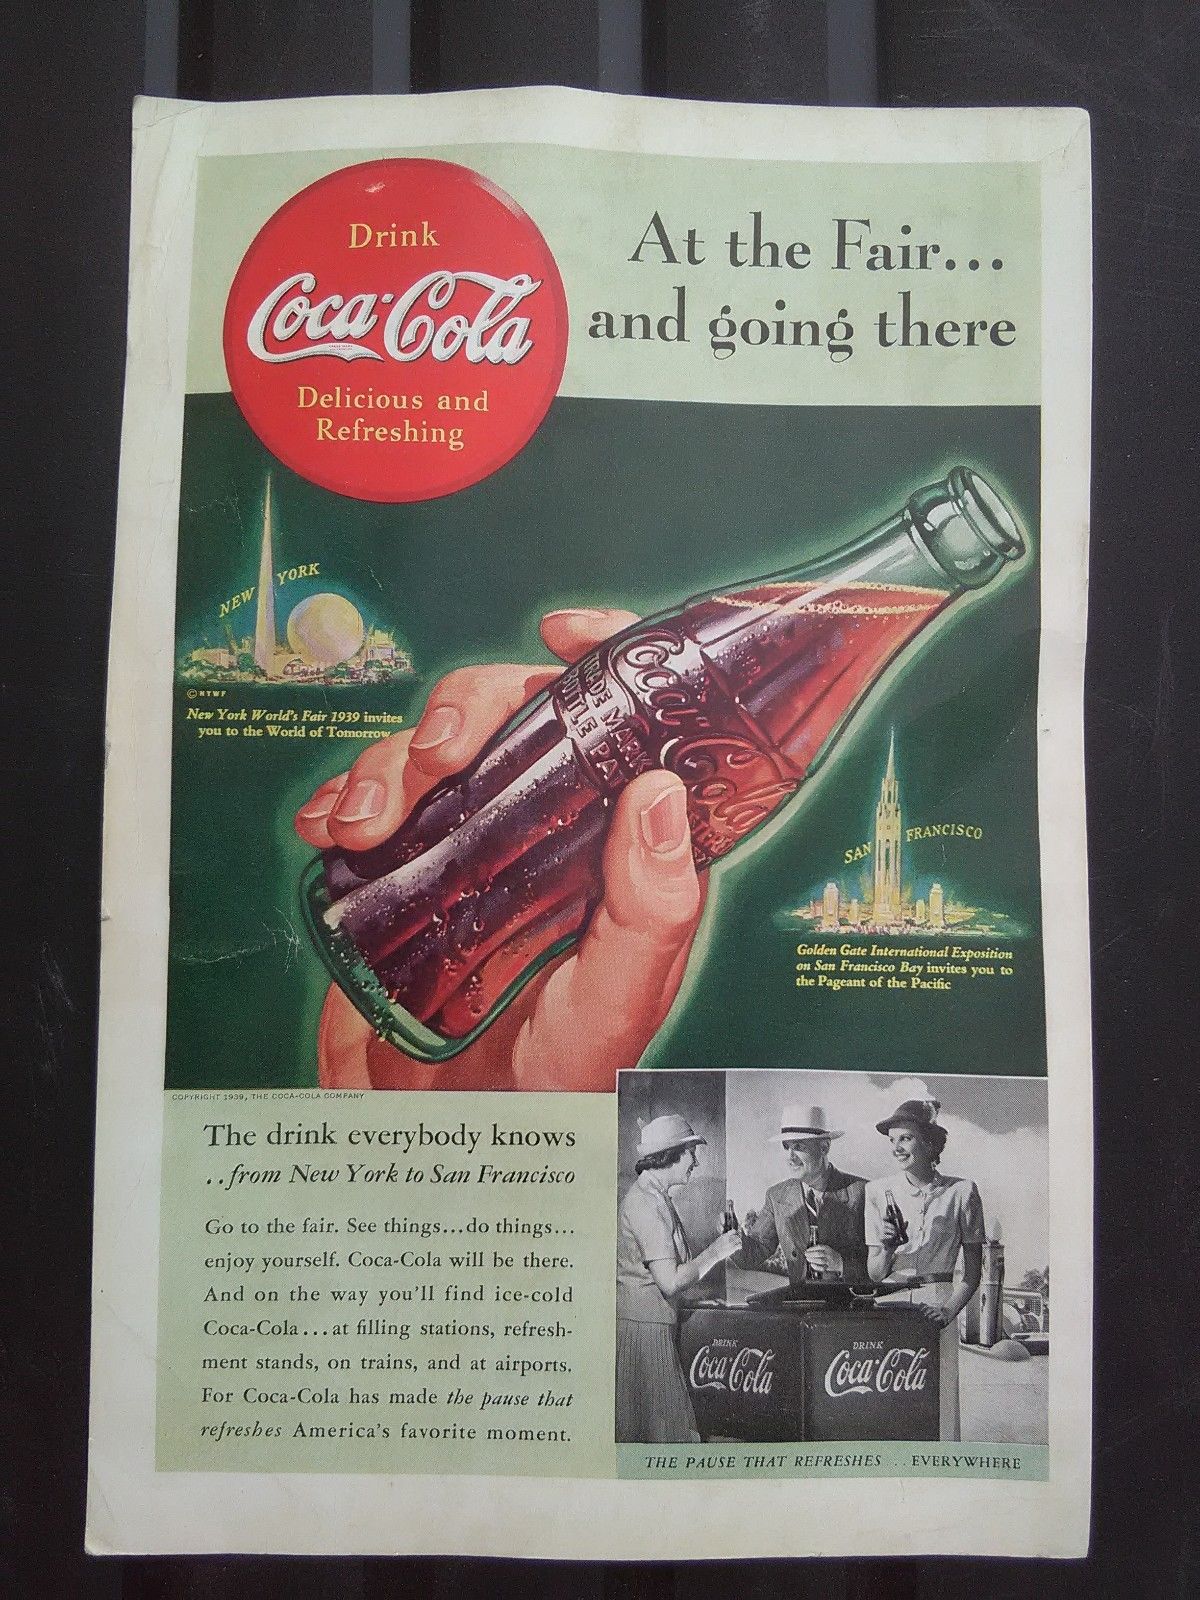 Drink
Coca-Cola
Delicious and
Refreshing
At the Fair...
and going there
NEW YORK
© NYWF
New York World's Fair 1939 invites
you to the World of Tomorrow
Coca-Cola
TRADE MARK
BOTTLE PAT
SAN FRANCISCO
Golden Gate International Exposition
on San Francisco Bay invites you to
the Pageant of the Pacific
COPYRIGHT 1939, THE COCA-COLA COMPANY
The drink everybody knows
..from New York to San Francisco
Go to the fair. See things...do things...
enjoy yourself. Coca-Cola will be there.
And on the way you'll find ice-cold
Coca-Cola...at filling stations, refresh-
ment stands, on trains, and at airports.
For Coca-Cola has made the pause that
refreshes America's favorite moment.
DRINK
Coca-Cola
DRINK
Coca-Cola
THE PAUSE THAT REFRESHES .. EVERYWHERE